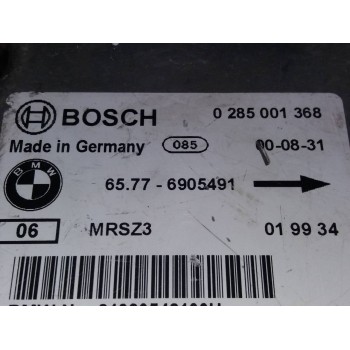 BOSCH 0 285 001 368
Made in Germany 085 00-08-31
BMW 65.77 - 6905491
06 MRSZ3 01 99 34